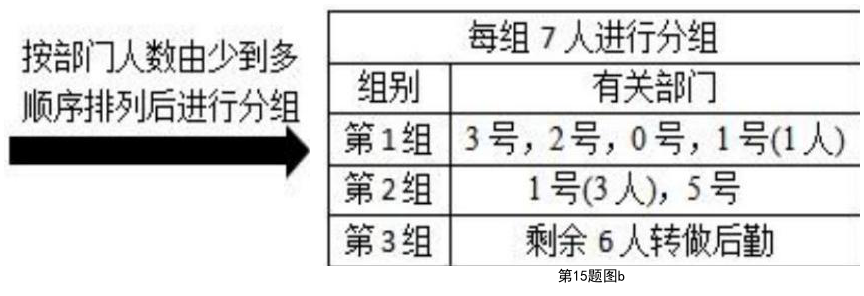 按部门人数由少到多
顺序排列后进行分组
每组 7 人进行分组
组别 有关部门
第1组 3 号，2 号，0 号，1 号(1 人)
第2组 1 号(3 人)，5 号
第3组 剩余 6 人转做后勤
第15题图b